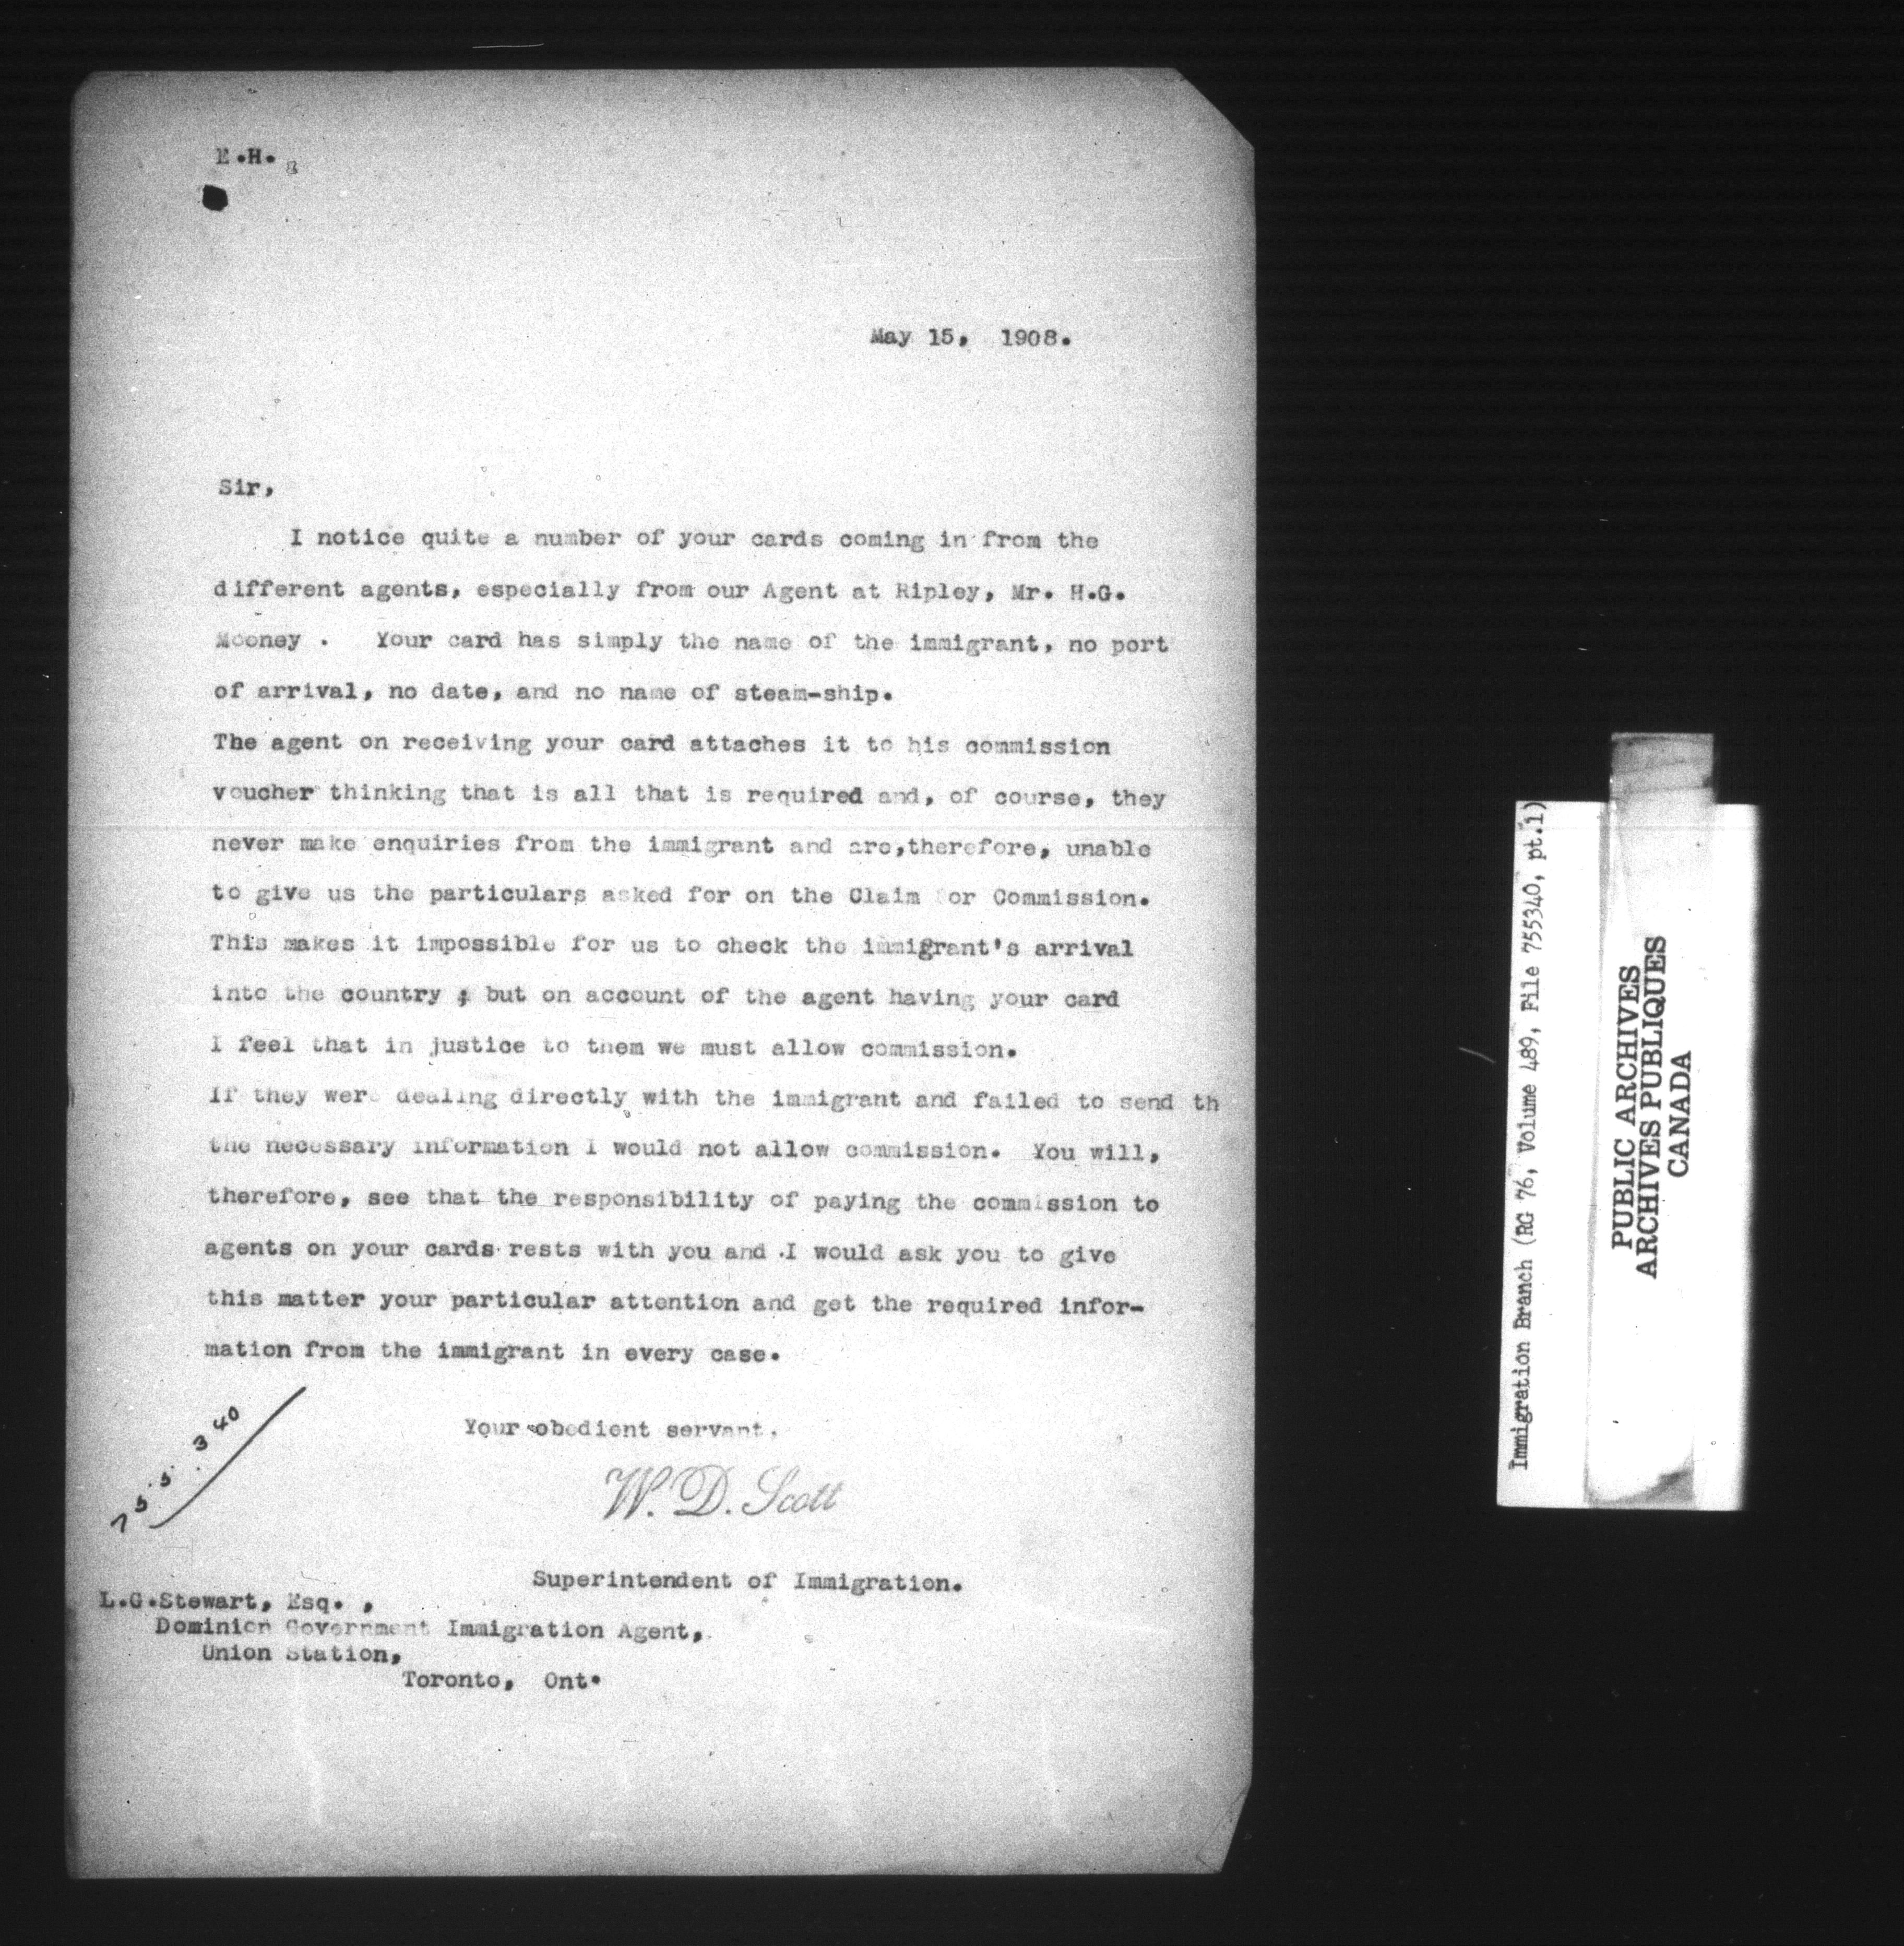 E.H.
May 15, 1908.
Sir,
I notice quite a number of your cards coming in from the
different agents, especially from our Agent at Ripley, Mr. H.G.
Mooney . Your card has simply the name of the immigrant, no port
of arrival, no date, and no name of steam-ship.
The agent on receiving your card attaches it to his commission
voucher thinking that is all that is required and, of course, they
never make enquiries from the immigrant and are,therefore, unable
to give us the particulars asked for on the Claim for Commission.
This makes it impossible for us to check the immigrant's arrival
into the country ; but on account of the agent having your card
I feel that in justice to them we must allow commission.
If they were dealing directly with the immigrant and failed to send th
the necessary information I would not allow commission. You will,
therefore, see that the responsibility of paying the commission to
agents on your cards rests with you and I would ask you to give
this matter your particular attention and get the required infor-
mation from the immigrant in every case.
Your obedient servant,
W. D. Scott
755340
Superintendent of Immigration.
L.G.Stewart, Esq. ,
Dominion Government Immigration Agent,
Union Station,
Toronto, Ont.
Immigration Branch (RG 76, Volume 489, File 755340, pt.1)
PUBLIC ARCHIVES
ARCHIVES PUBLIQUES
CANADA